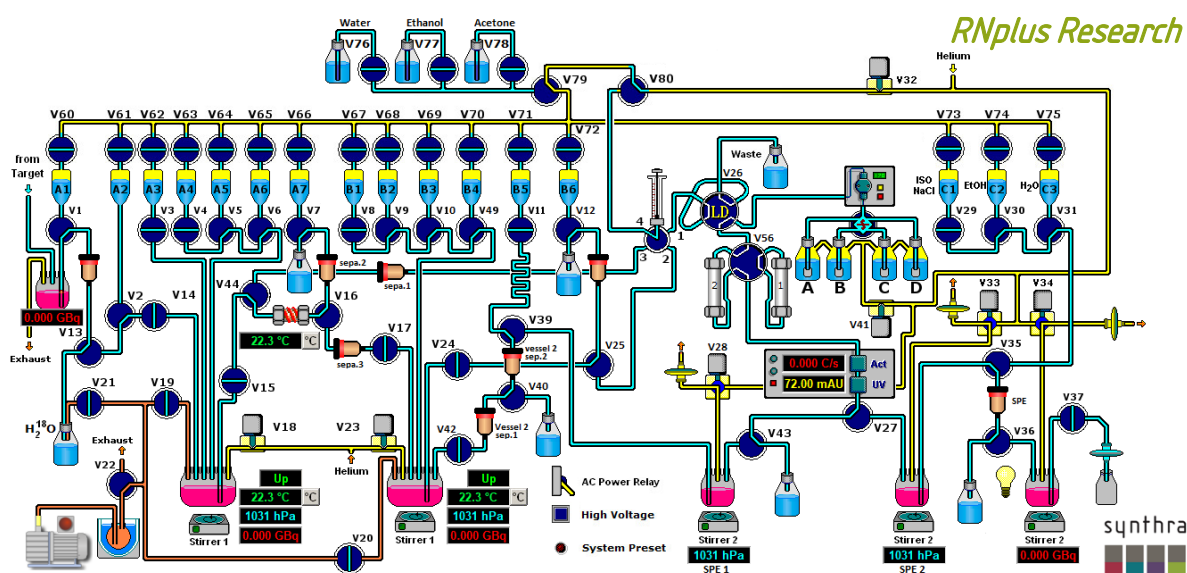 RNplus Research
Water Ethanol Acetone
V76 V77 V78
V79 V80 V32 Helium
V60 V61 V62 V63 V64 V65 V66 V67 V68 V69 V70 V71 V72 V73 V74 V75
from
Target
Waste
V26
A1 A2 A3 A4 A5 A6 A7 B1 B2 B3 B4 B5 B6
ISO
NaCl
C1
EtOH
C2
H₂O
C3
V1 V3 V4 V5 V6 V7 V8 V9 V10 V49 V11 V12
4
1
3 2
LD
V56
V29 V30 V31
sepa.2
sepa.1
2 1
A B C D
V44
V2 V14
V16
0.000 GBq
V13
Exhaust
22.3 °C °C
sepa.3
V17
V39
vessel 2
sep.2
V24
V25
V41
V33 V34
V28
0.000 C/s Act
72.00 mAU UV
V35
SPE
V15
V21 V19
V40
Vessel 2
sep.1
V27
V36
V37
H₂¹⁸O
Exhaust
V22
V18 V23
Helium
V42
V43
Up
22.3 °C °C
1031 hPa
0.000 GBq
Stirrer 1
Up
22.3 °C °C
1031 hPa
0.000 GBq
Stirrer 1
V20
AC Power Relay
High Voltage
System Preset
Stirrer 2
1031 hPa
SPE 1
Stirrer 2
1031 hPa
SPE 2
Stirrer 2
0.000 GBq
synthra